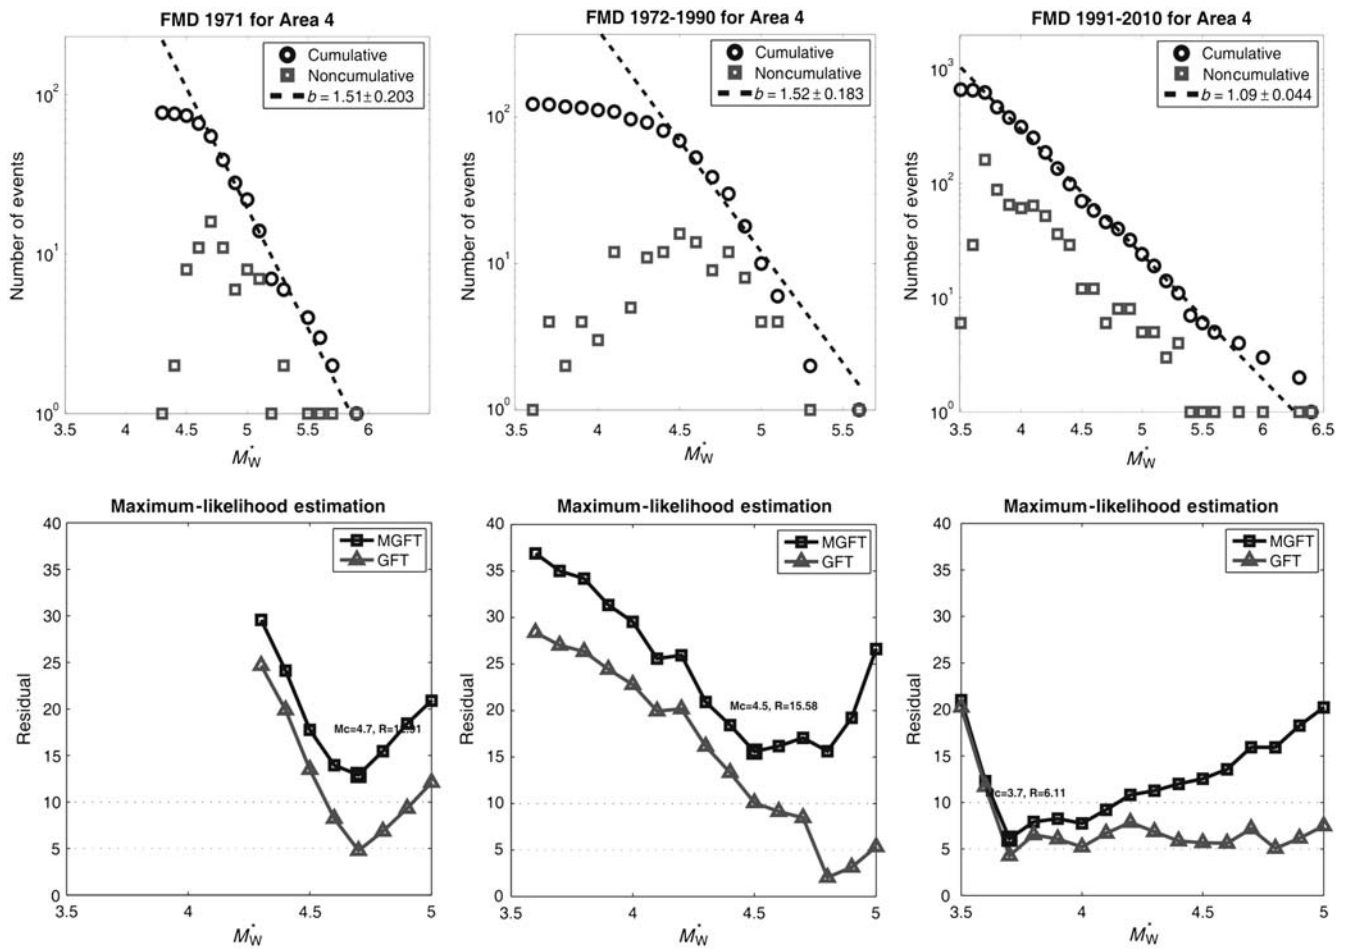 FMD 1971 for Area 4
Cumulative
Noncumulative
b = 1.51±0.203
Number of events
10²
10¹
10⁰
3.5 4 4.5 5 5.5 6
M*W
FMD 1972-1990 for Area 4
Cumulative
Noncumulative
b = 1.52±0.183
Number of events
10²
10¹
10⁰
3.5 4 4.5 5 5.5
M*W
FMD 1991-2010 for Area 4
Cumulative
Noncumulative
b = 1.09±0.044
Number of events
10³
10²
10¹
10⁰
3.5 4 4.5 5 5.5 6 6.5
M*W
Maximum-likelihood estimation
MGFT
GFT
Residual
40
35
30
25
20
15
10
5
0
Mc=4.7,
3.5 4 4.5 5
M*W
Maximum-likelihood estimation
MGFT
GFT
Residual
40
35
30
25
20
15
10
5
0
Mc=4.5, R=15.58
3.5 4 4.5 5
M*W
Maximum-likelihood estimation
MGFT
GFT
Residual
40
35
30
25
20
15
10
5
0
Mc=3.7, R=6.11
3.5 4 4.5 5
M*W